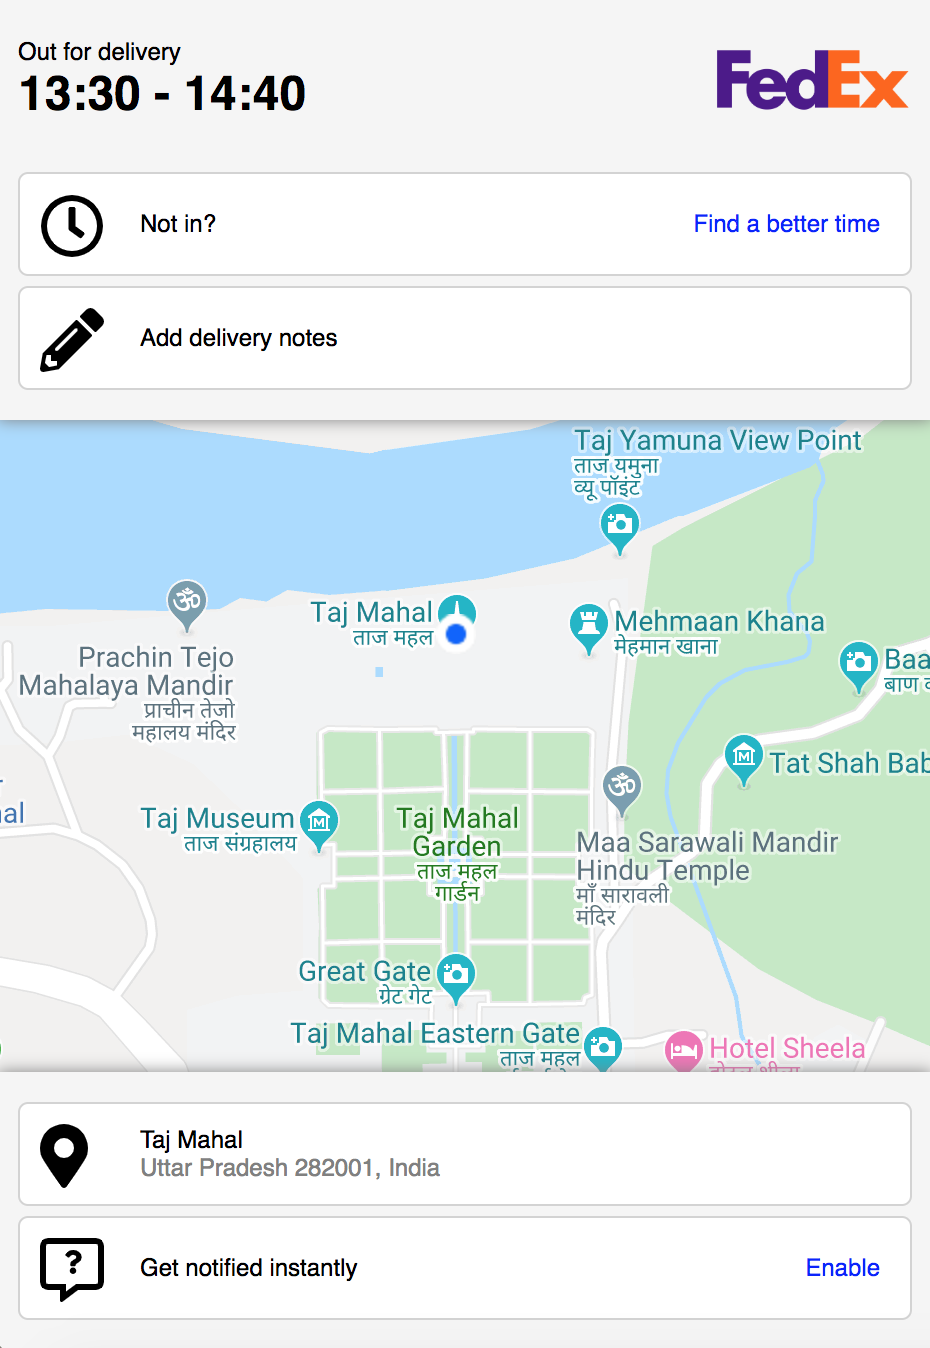 Out for delivery
13:30 - 14:40
FedEx
Not in?
Find a better time
Add delivery notes
Taj Yamuna View Point
ताज यमुना
व्यू पॉइंट
Taj Mahal
ताज महल
Mehmaan Khana
मेहमान खाना
Prachin Tejo
Mahalaya Mandir
प्राचीन तेजो
महालय मंदिर
Baa
बाण
Tat Shah Bab
al
Taj Museum
ताज संग्रहालय
Taj Mahal
Garden
ताज महल
गार्डन
Maa Sarawali Mandir
Hindu Temple
माँ सारावली
मंदिर
Great Gate
ग्रेट गेट
Taj Mahal Eastern Gate
ताज महल
Hotel Sheela
Taj Mahal
Uttar Pradesh 282001, India
Get notified instantly
Enable